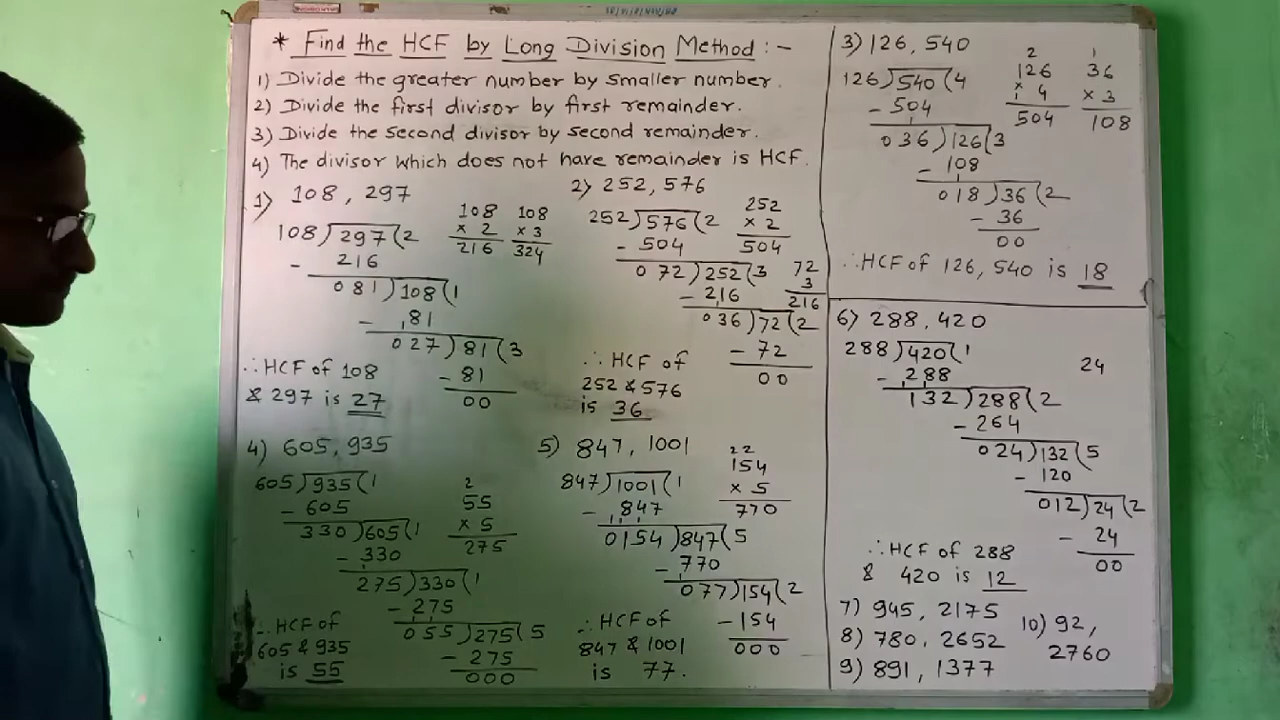 * Find the HCF by Long Division Method :-
1) Divide the greater number by smaller number.
2) Divide the first divisor by first remainder.
3) Divide the second divisor by second remainder.
4) The divisor which does not have remainder is HCF.
1) 108, 297
108)297(2
- 216
081)108(1
- 81
027)81(3
- 81
00
108
× 2
216
108
× 3
324
∴ HCF of 108
& 297 is 27
2) 252, 576
252)576(2
- 504
072)252(3
- 216
036)72(2
- 72
00
252
× 2
504
72
3
216
∴ HCF of
252 & 576
is 36
3) 126, 540
126)540(4
- 504
036)126(3
- 108
018)36(2
- 36
00
2
126
× 4
504
1
36
× 3
108
∴ HCF of 126, 540 is 18
4) 605, 935
605)935(1
- 605
330)605(1
- 330
275)330(1
- 275
055)275(5
- 275
000
2
55
× 5
275
∴ HCF of
605 & 935
is 55
5) 847, 1001
847)1001(1
- 847
0154)847(5
- 770
077)154(2
- 154
000
22
154
× 5
770
∴ HCF of
847 & 1001
is 77.
6) 288, 420
288)420(1
- 288
132)288(2
- 264
024)132(5
- 120
012)24(2
- 24
00
24
∴ HCF of 288
& 420 is 12
7) 945, 2175
8) 780, 2652
9) 891, 1377
10) 92,
2760